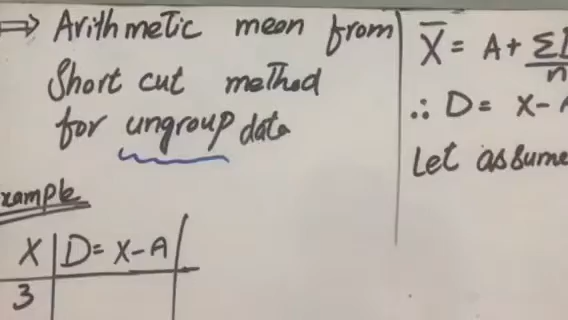 ⇒ Arithmetic mean from
Short cut method
for ungroup data
X̄ = A + Σ
n
∴ D = X-
Let assume
xample
X D= X-A
3